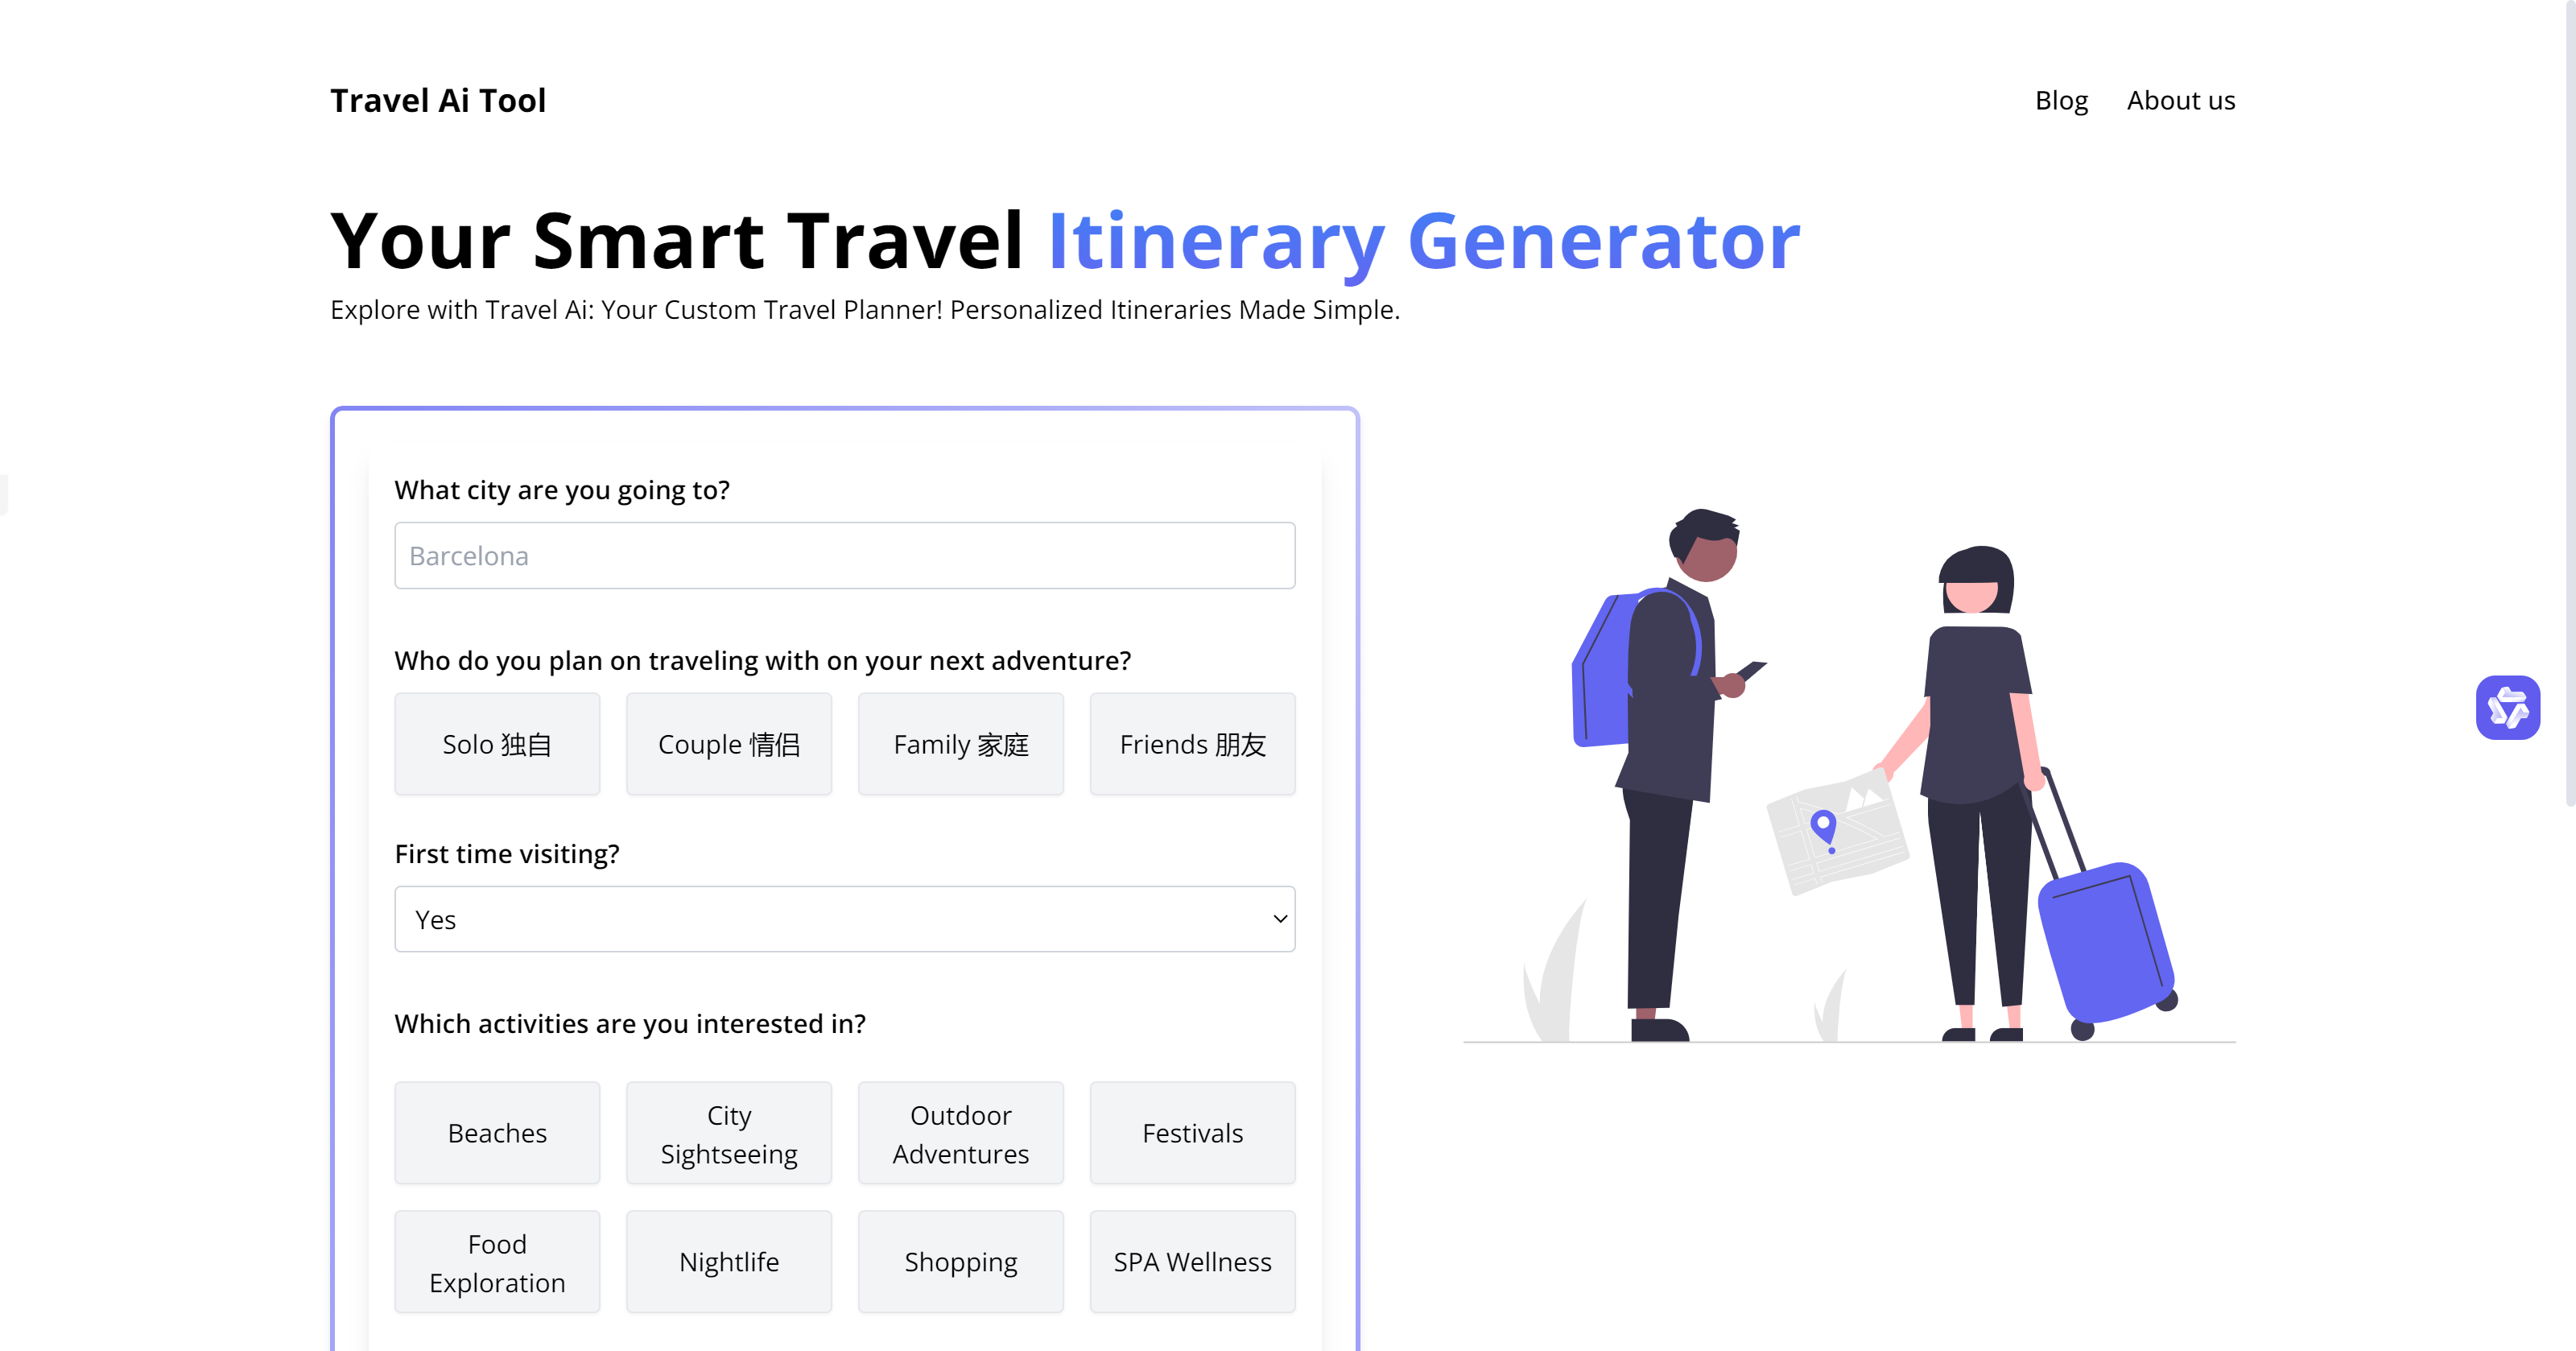 Travel Ai Tool
Blog
About us
Your Smart Travel Itinerary Generator
Explore with Travel Ai: Your Custom Travel Planner! Personalized Itineraries Made Simple.
What city are you going to?
Barcelona
Who do you plan on traveling with on your next adventure?
Solo 独自
Couple 情侣
Family 家庭
Friends 朋友
First time visiting?
Yes
Which activities are you interested in?
Beaches
City
Sightseeing
Outdoor
Adventures
Festivals
Food
Exploration
Nightlife
Shopping
SPA Wellness